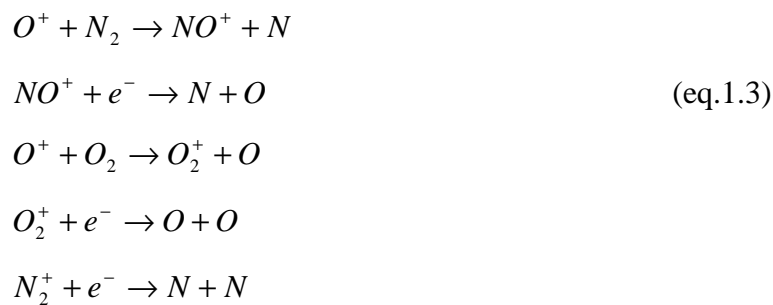 O⁺ + N₂ → NO⁺ + N
NO⁺ + e⁻ → N + O (eq.1.3)
O⁺ + O₂ → O₂⁺ + O
O₂⁺ + e⁻ → O + O
N₂⁺ + e⁻ → N + N